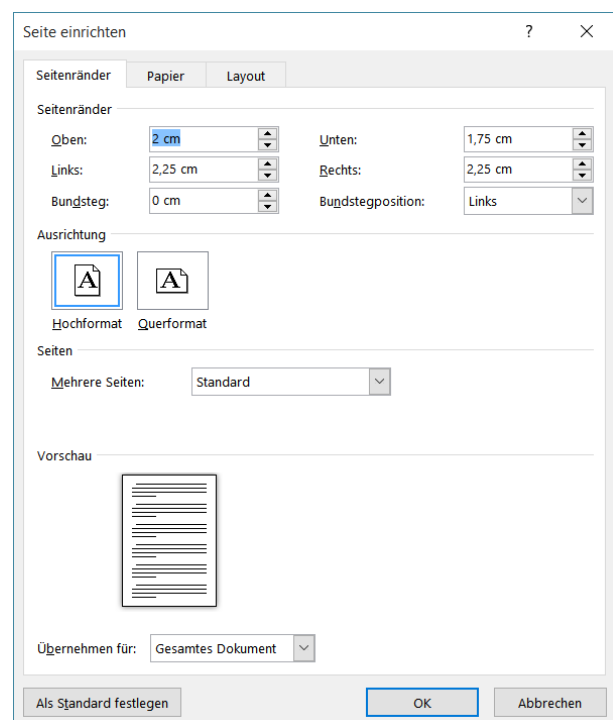 Seite einrichten ?
Seitenränder Papier Layout
Seitenränder
Oben: 2 cm Unten: 1,75 cm
Links: 2,25 cm Rechts: 2,25 cm
Bundsteg: 0 cm Bundstegposition: Links
Ausrichtung
A A
Hochformat Querformat
Seiten
Mehrere Seiten: Standard
Vorschau
Übernehmen für: Gesamtes Dokument
Als Standard festlegen OK Abbrechen